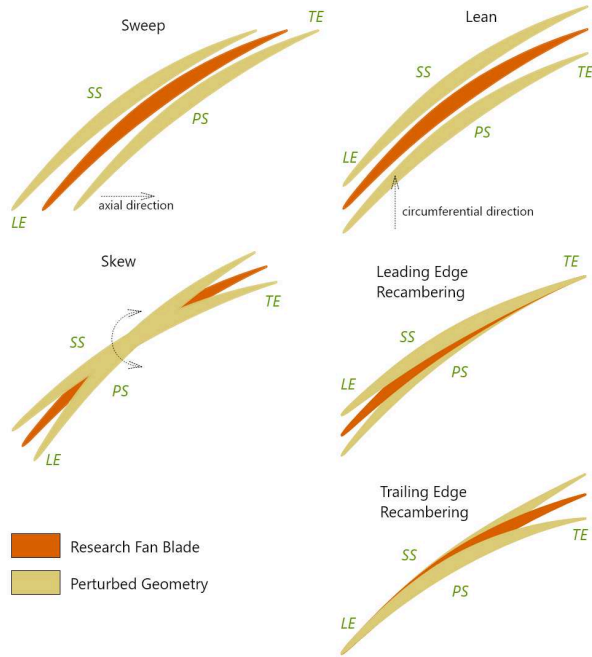 Sweep
TE
SS
PS
LE
axial direction
Lean
SS
TE
PS
LE
circumferential direction
Skew
TE
SS
PS
LE
Leading Edge
Recambering
TE
SS
LE
PS
Trailing Edge
Recambering
SS
TE
PS
LE
Research Fan Blade
Perturbed Geometry